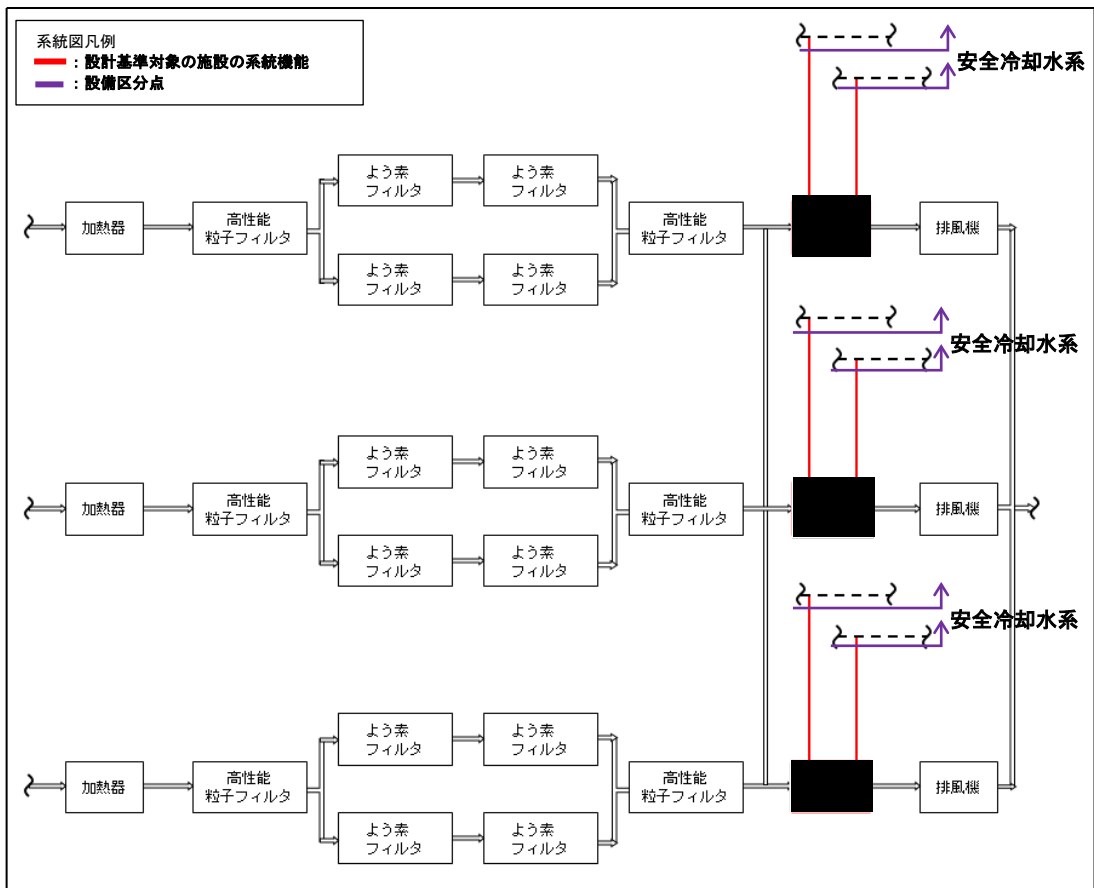 系統図凡例
：設計基準対象の施設の系統機能
：設備区分点
安全冷却水系
よう素
フィルタ
よう素
フィルタ
加熱器
高性能
粒子フィルタ
高性能
粒子フィルタ
排風機
よう素
フィルタ
よう素
フィルタ
安全冷却水系
よう素
フィルタ
よう素
フィルタ
加熱器
高性能
粒子フィルタ
高性能
粒子フィルタ
排風機
よう素
フィルタ
よう素
フィルタ
安全冷却水系
よう素
フィルタ
よう素
フィルタ
加熱器
高性能
粒子フィルタ
高性能
粒子フィルタ
排風機
よう素
フィルタ
よう素
フィルタ